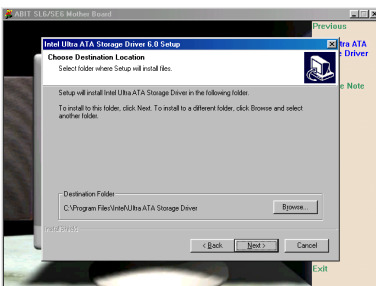 ABIT SL6/SE6 Mother Board
Previous
Intel Ultra ATA Storage Driver 6.0 Setup
tra ATA
Driver
Choose Destination Location
Select folder where Setup will install files.
e Note
Setup will install Intel Ultra ATA Storage Driver in the following folder.
To install to this folder, click Next. To install to a different folder, click Browse and select
another folder.
Destination Folder
C:\Program Files\Intel\Ultra ATA Storage Driver
Browse...
InstallShield
< Back
Next >
Cancel
Exit